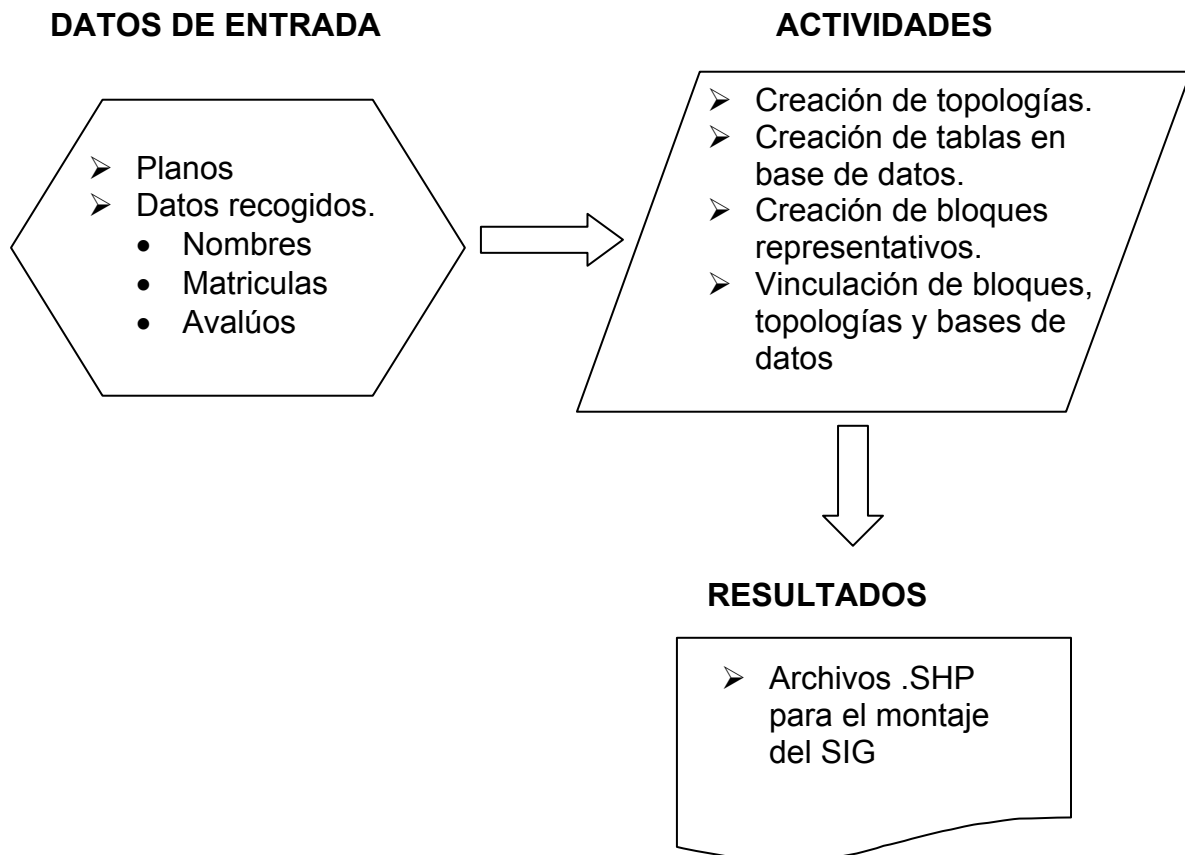 DATOS DE ENTRADA
➢ Planos
➢ Datos recogidos.
• Nombres
• Matriculas
• Avalúos
ACTIVIDADES
➢ Creación de topologías.
➢ Creación de tablas en
base de datos.
➢ Creación de bloques
representativos.
➢ Vinculación de bloques,
topologías y bases de
datos
RESULTADOS
➢ Archivos .SHP
para el montaje
del SIG